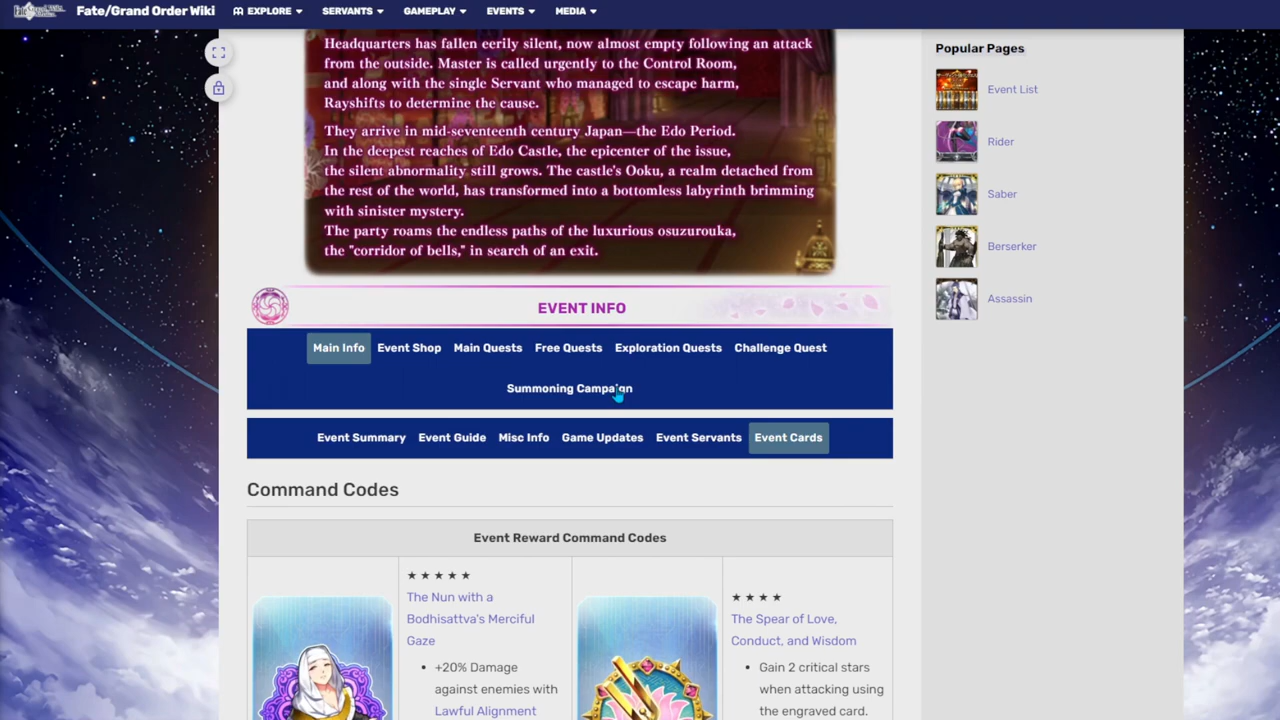 Fate/Grand Order Wiki
EXPLORE SERVANTS GAMEPLAY EVENTS MEDIA
Headquarters has fallen eerily silent, now almost empty following an attack
from the outside. Master is called urgently to the Control Room,
and along with the single Servant who managed to escape harm,
Rayshifts to determine the cause.
They arrive in mid-seventeenth century Japan—the Edo Period.
In the deepest reaches of Edo Castle, the epicenter of the issue,
the silent abnormality still grows. The castle's Ooku, a realm detached from
the rest of the world, has transformed into a bottomless labyrinth brimming
with sinister mystery.
The party roams the endless paths of the luxurious osuzurouka,
the "corridor of bells," in search of an exit.
EVENT INFO
Main Info Event Shop Main Quests Free Quests Exploration Quests Challenge Quest
Summoning Campaign
Event Summary Event Guide Misc Info Game Updates Event Servants Event Cards
Command Codes
Event Reward Command Codes
★ ★ ★ ★ ★
The Nun with a
Bodhisattva's Merciful
Gaze
• +20% Damage
against enemies with
Lawful Alignment
★ ★ ★ ★
The Spear of Love,
Conduct, and Wisdom
• Gain 2 critical stars
when attacking using
the engraved card.
Popular Pages
Event List
Rider
Saber
Berserker
Assassin